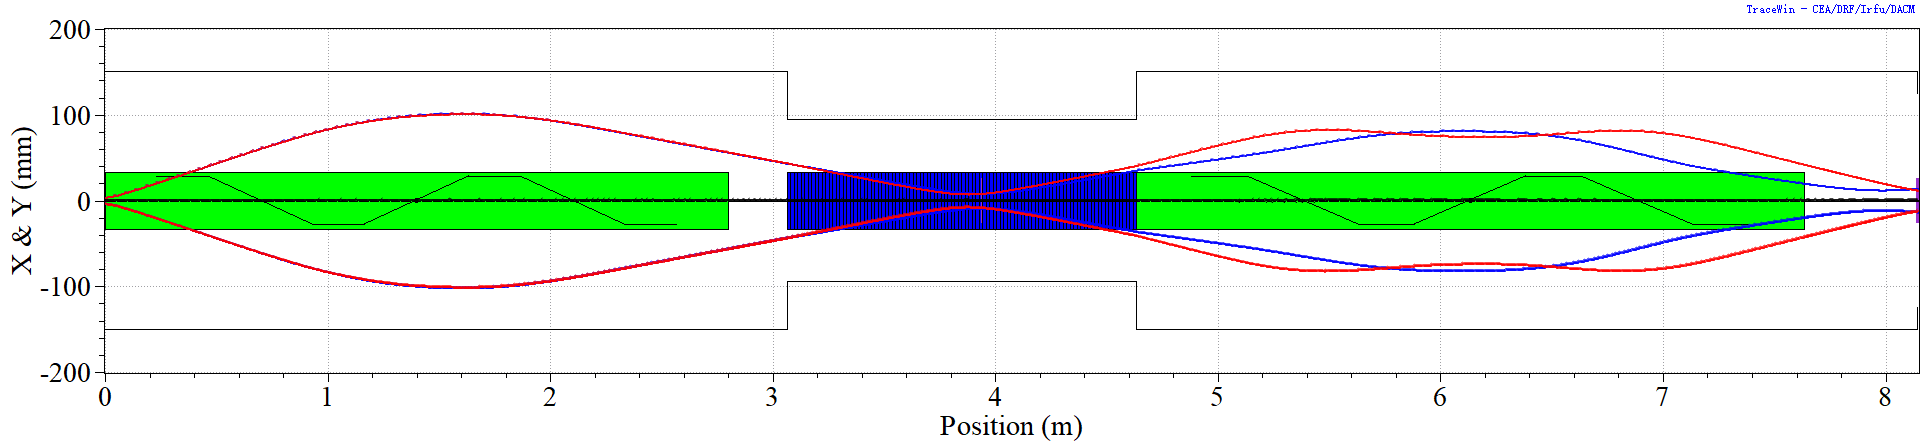 TraceWin - CEA/DRF/Irfu/DACM
200
100
0
-100
-200
X & Y (mm)
0 1 2 3 4 5 6 7 8
Position (m)